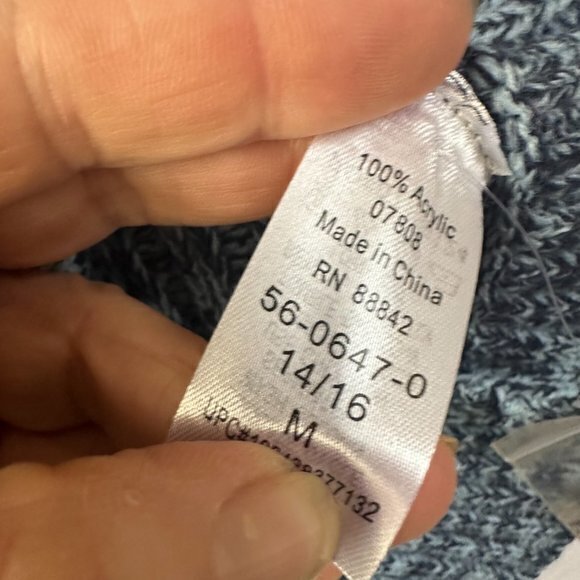 100% Acrylic
07808
Made in China
RN 88842
56-0647-0
14/16
M